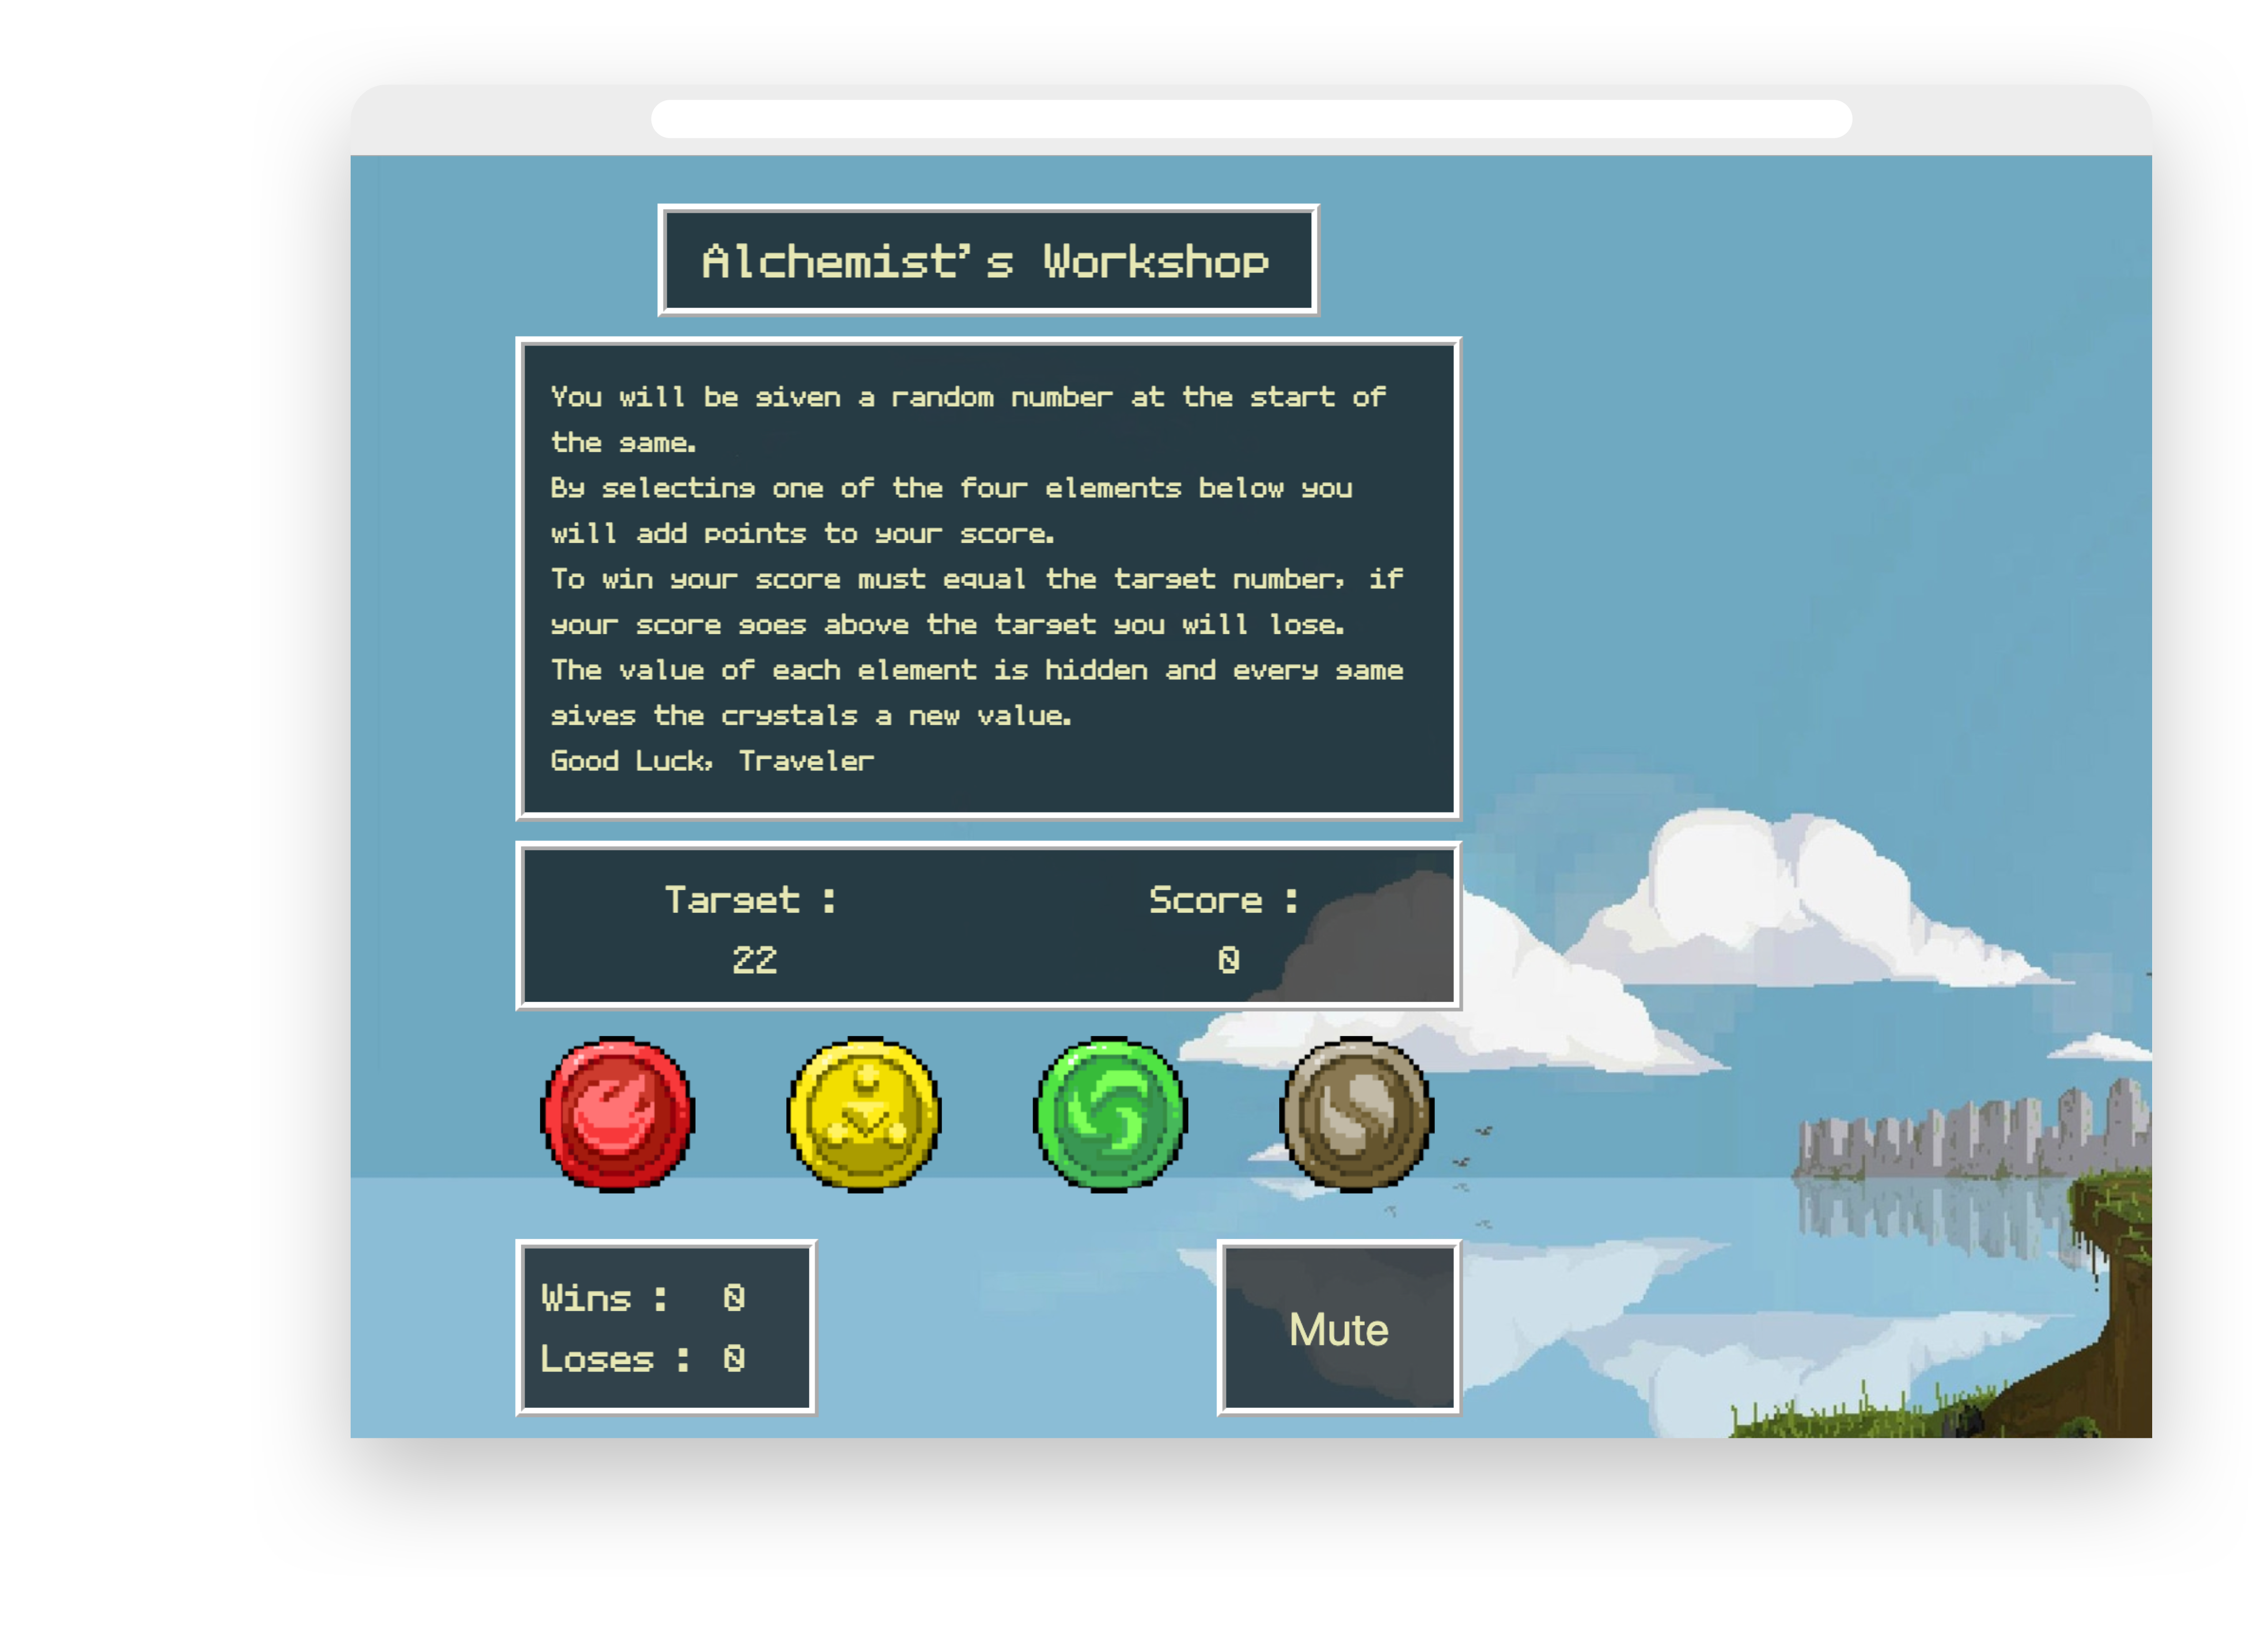 Alchemist's Workshop
You will be given a random number at the start of
the game.
By selecting one of the four elements below you
will add points to your score.
To win your score must equal the target number, if
your score goes above the target you will lose.
The value of each element is hidden and every game
gives the crystals a new value.
Good Luck, Traveler
Target : Score :
22 0
Wins : 0
Loses : 0
Mute